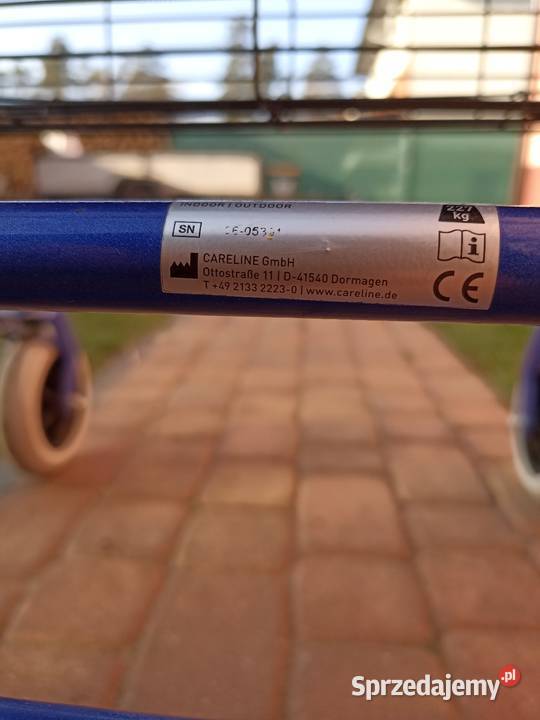 INDOOR I OUTDOOR
227
kg
SN
CARELINE GmbH
Ottostraße 11 | D-41540 Dormagen
T +49 2133 2223-0 | www.careline.de
CE
Sprzedajemy.pl